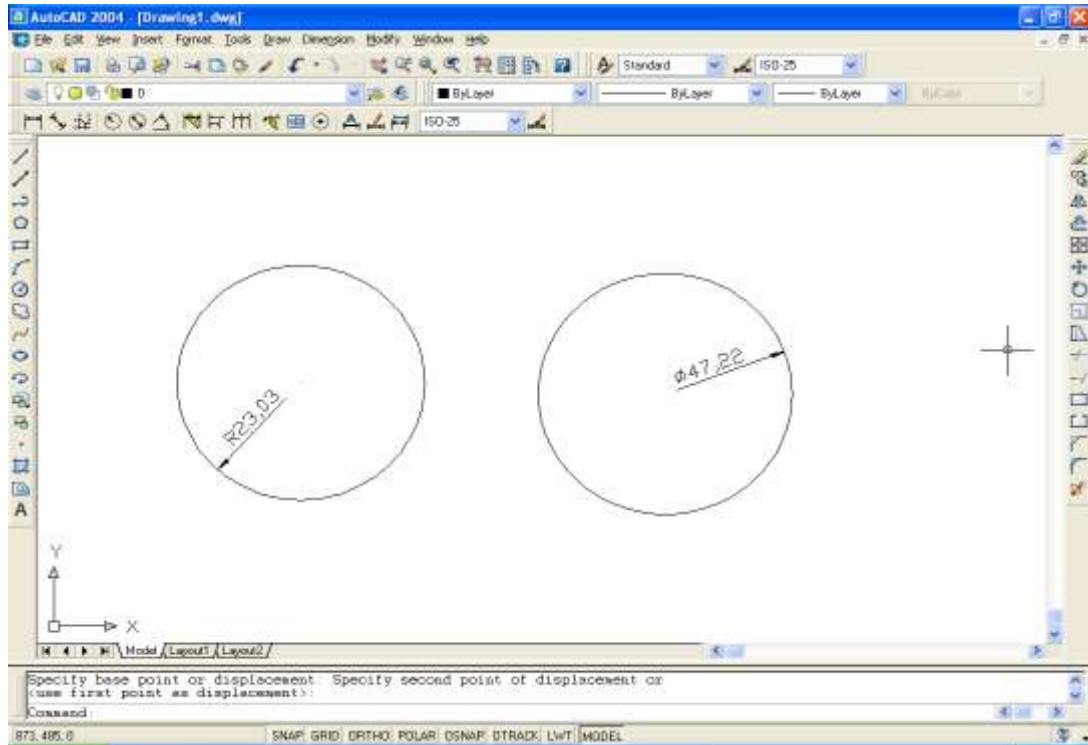 AutoCAD 2004 - [Drawing1.dwg]
File Edit View Insert Format Tools Draw Dimension Modify Window Help
Standard ISO-25
0 ByLayer ByLayer ByLayer ByColor
ISO-25
R23,03
Ø47,22
Y
X
Model Layout1 Layout2
Specify base point or displacement: Specify second point of displacement or
<use first point as displacement>:
Command:
873, 485, 0 SNAP GRID ORTHO POLAR OSNAP OTRACK LWT MODEL